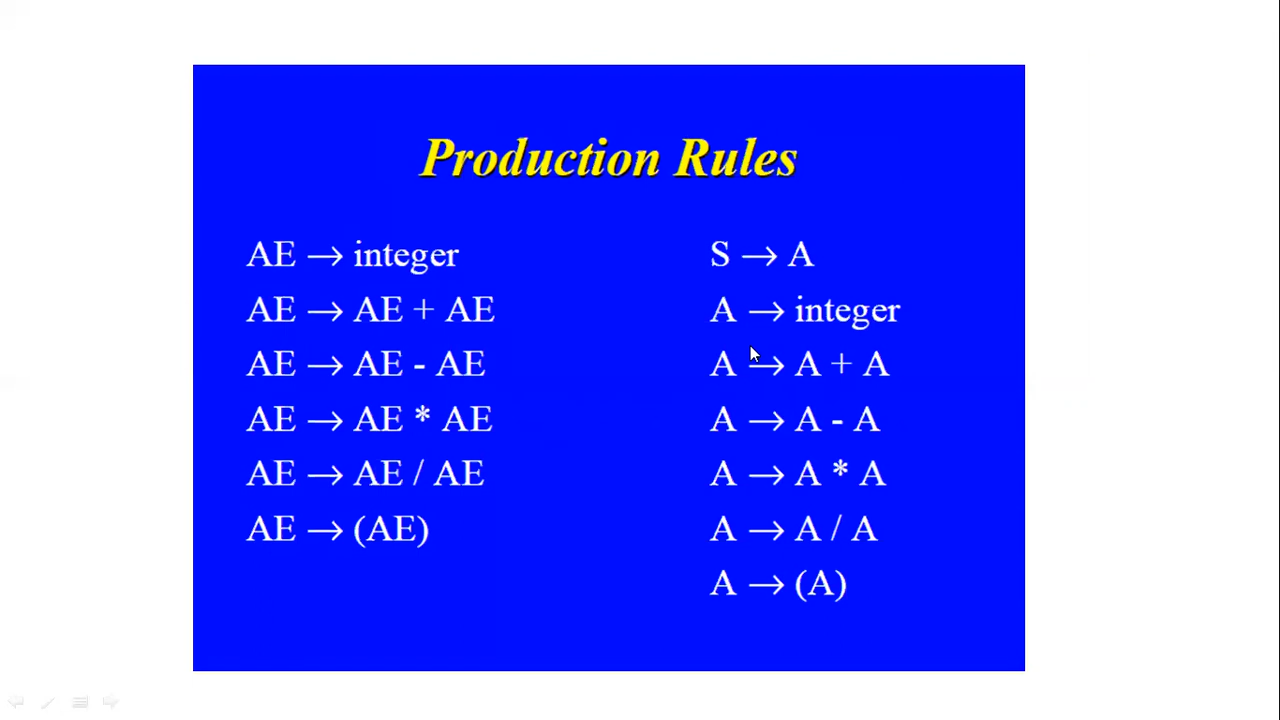 Production Rules
AE → integer
AE → AE + AE
AE → AE - AE
AE → AE * AE
AE → AE / AE
AE → (AE)
S → A
A → integer
A → A + A
A → A - A
A → A * A
A → A / A
A → (A)